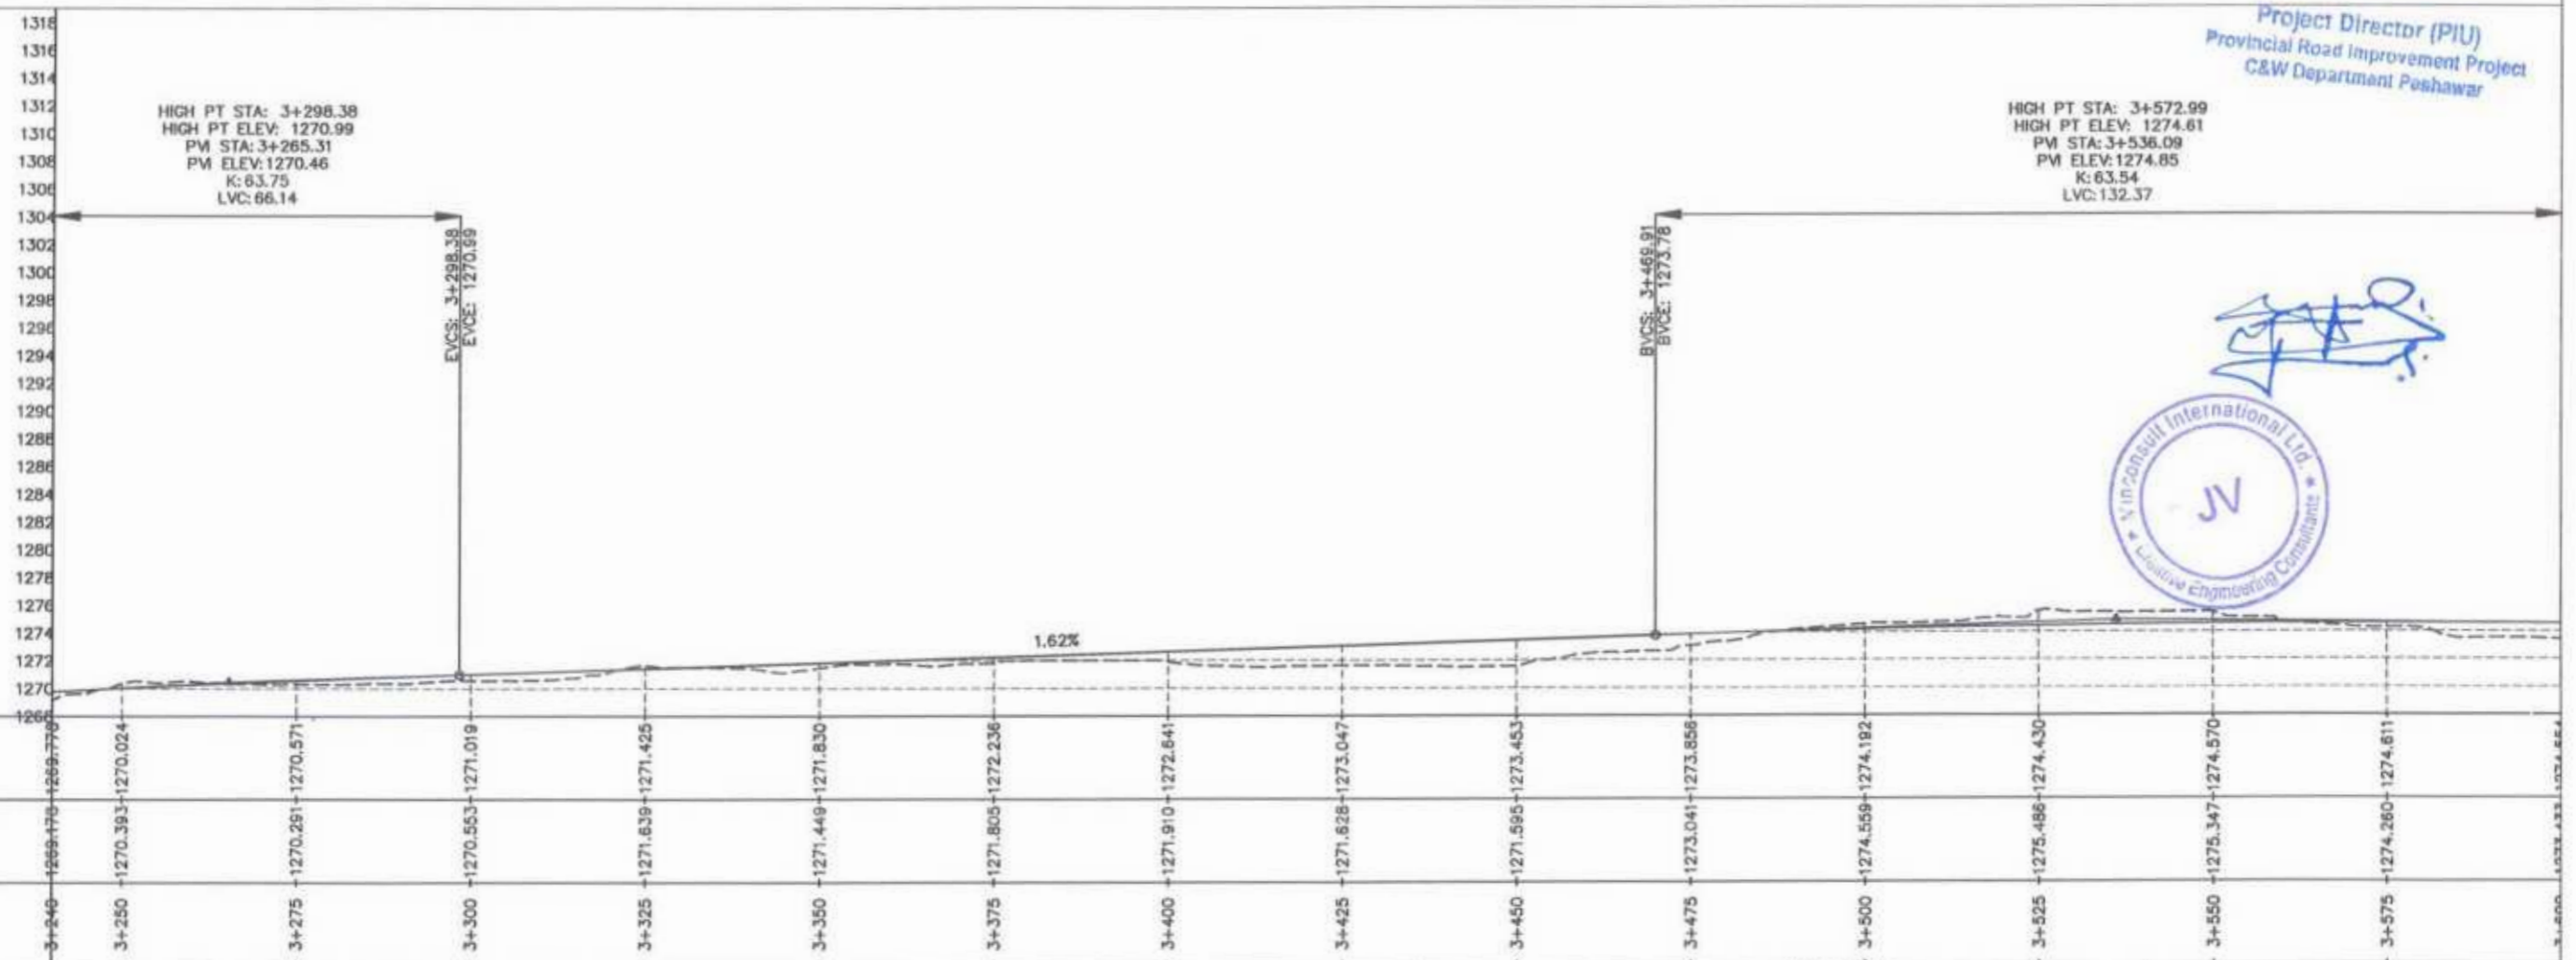 1318
1316
1314
1312
1310
1308
1306
1304
1302
1300
1298
1296
1294
1292
1290
1288
1286
1284
1282
1280
1278
1276
1274
1272
1270
1268
HIGH PT STA: 3+298.38
HIGH PT ELEV: 1270.99
PVI STA: 3+265.31
PVI ELEV: 1270.46
K: 63.75
LVC: 66.14
EVCS: 3+298.38
EVCE: 1270.99
1.62%
BVCS: 3+469.91
BVCE: 1273.78
HIGH PT STA: 3+572.99
HIGH PT ELEV: 1274.61
PVI STA: 3+536.09
PVI ELEV: 1274.85
K: 63.54
LVC: 132.37
Project Director (PIU)
Provincial Road Improvement Project
C&W Department Peshawar
International Ltd.
JV
Engineering Consultants
1269.778 1270.024 1270.571 1271.019 1271.425 1271.830 1272.236 1272.641 1273.047 1273.453 1273.856 1274.192 1274.430 1274.570 1274.611
1269.178 1270.393 1270.291 1270.553 1271.639 1271.449 1271.805 1271.910 1271.628 1271.595 1273.041 1274.559 1275.486 1275.347 1274.260
3+240 3+250 3+275 3+300 3+325 3+350 3+375 3+400 3+425 3+450 3+475 3+500 3+525 3+550 3+575